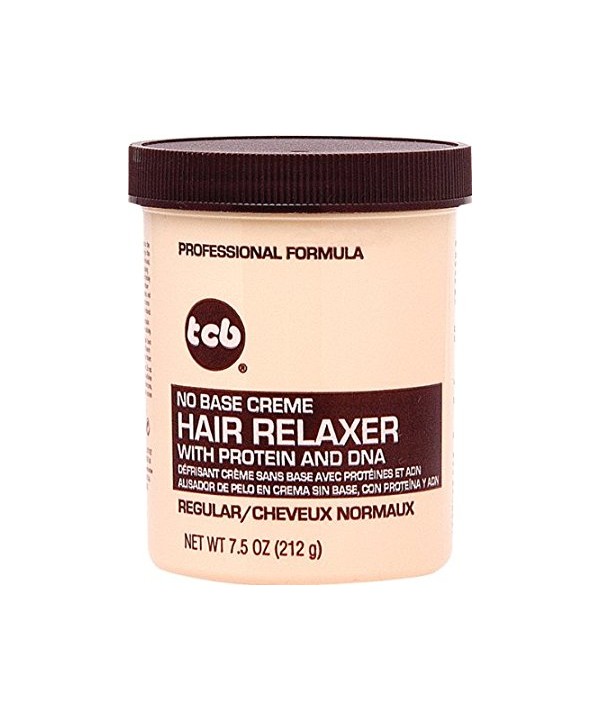 PROFESSIONAL FORMULA
tcb
®
NO BASE CREME
HAIR RELAXER
WITH PROTEIN AND DNA
DÉFRISANT CRÈME SANS BASE AVEC PROTÉINES ET ADN
ALISADOR DE PELO EN CREMA SIN BASE, CON PROTEÍNA Y ADN
REGULAR/CHEVEUX NORMAUX
NET WT 7.5 OZ (212 g)